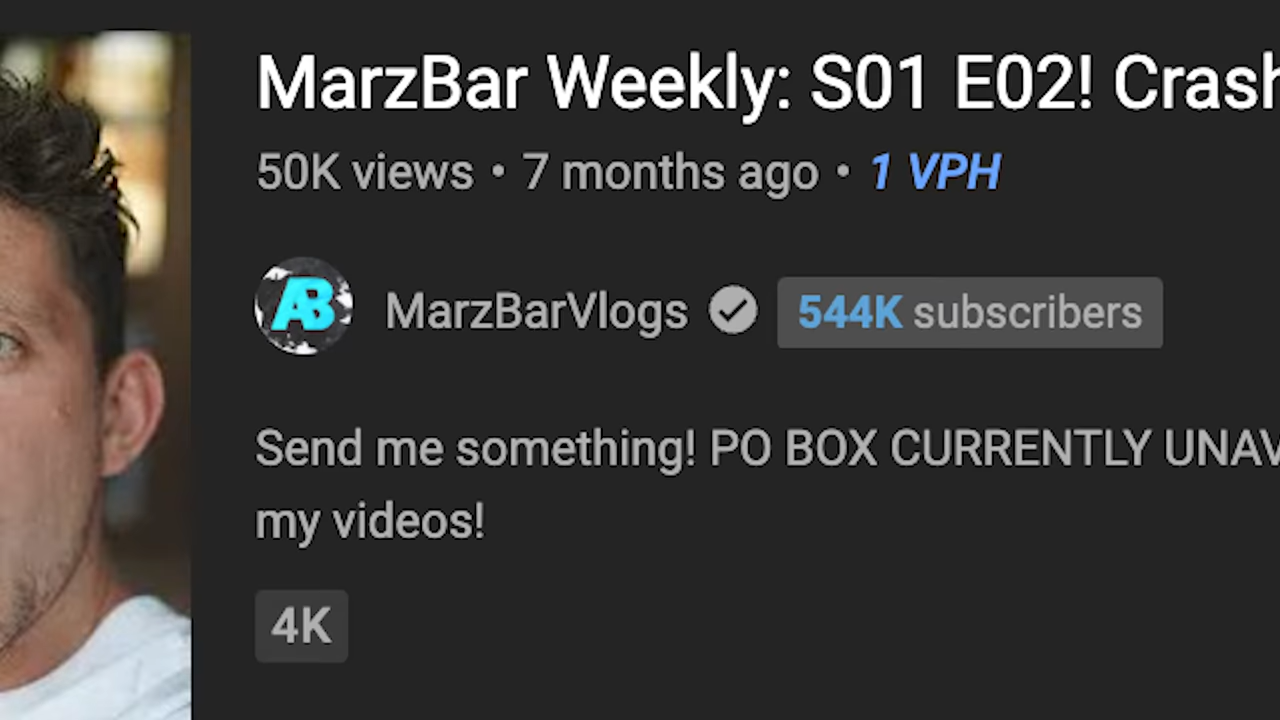 MarzBar Weekly: S01 E02! Crash
50K views • 7 months ago • 1 VPH
AB
MarzBarVlogs 544K subscribers
Send me something! PO BOX CURRENTLY UNAV
my videos!
4K